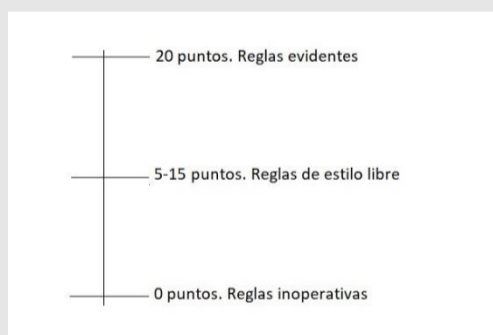 20 puntos. Reglas evidentes
5-15 puntos. Reglas de estilo libre
0 puntos. Reglas inoperativas